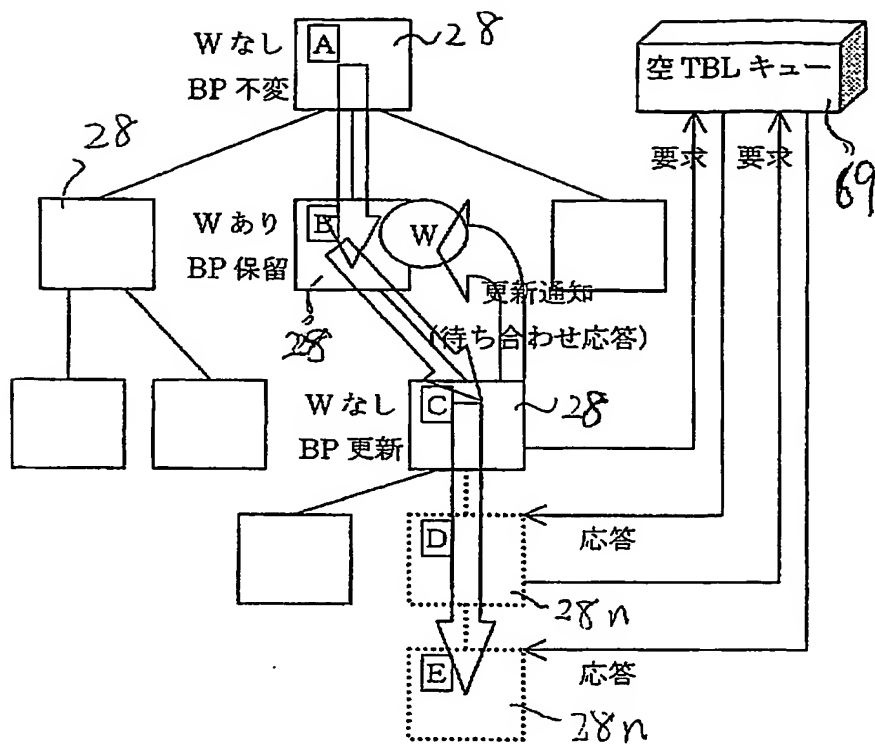 Wなし
A
28
BP 不変
空TBLキュー
28
要求
要求
69
Wあり
B
W
BP 保留
28
更新通知
(待ち合わせ応答)
Wなし
C
28
BP 更新
D
応答
28n
E
応答
28n